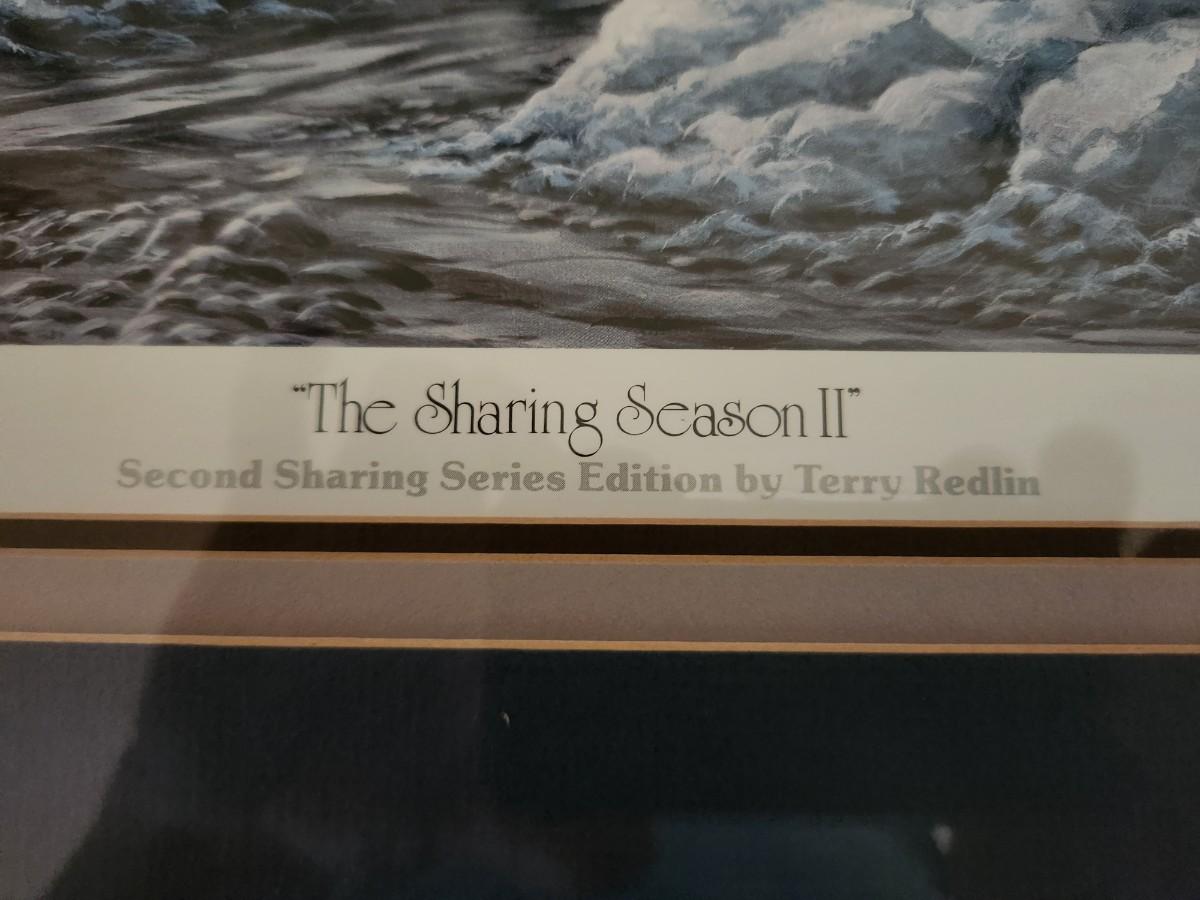 “The Sharing Season II”
Second Sharing Series Edition by Terry Redlin